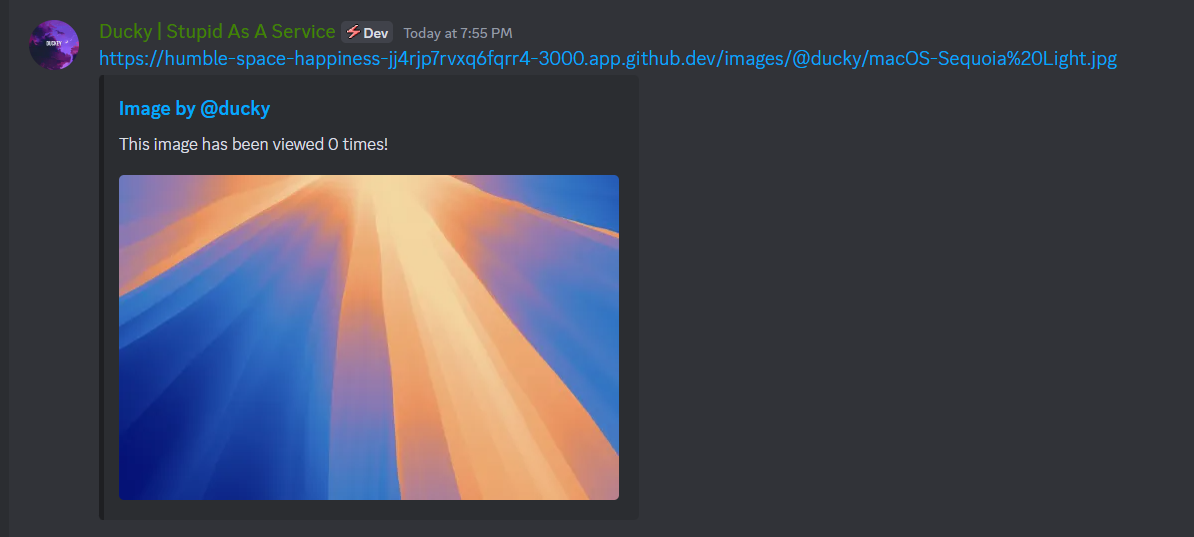 Ducky | Stupid As A Service Dev Today at 7:55 PM
https://humble-space-happiness-jj4rjp7rvxq6fqrr4-3000.app.github.dev/images/@ducky/macOS-Sequoia%20Light.jpg
Image by @ducky
This image has been viewed 0 times!